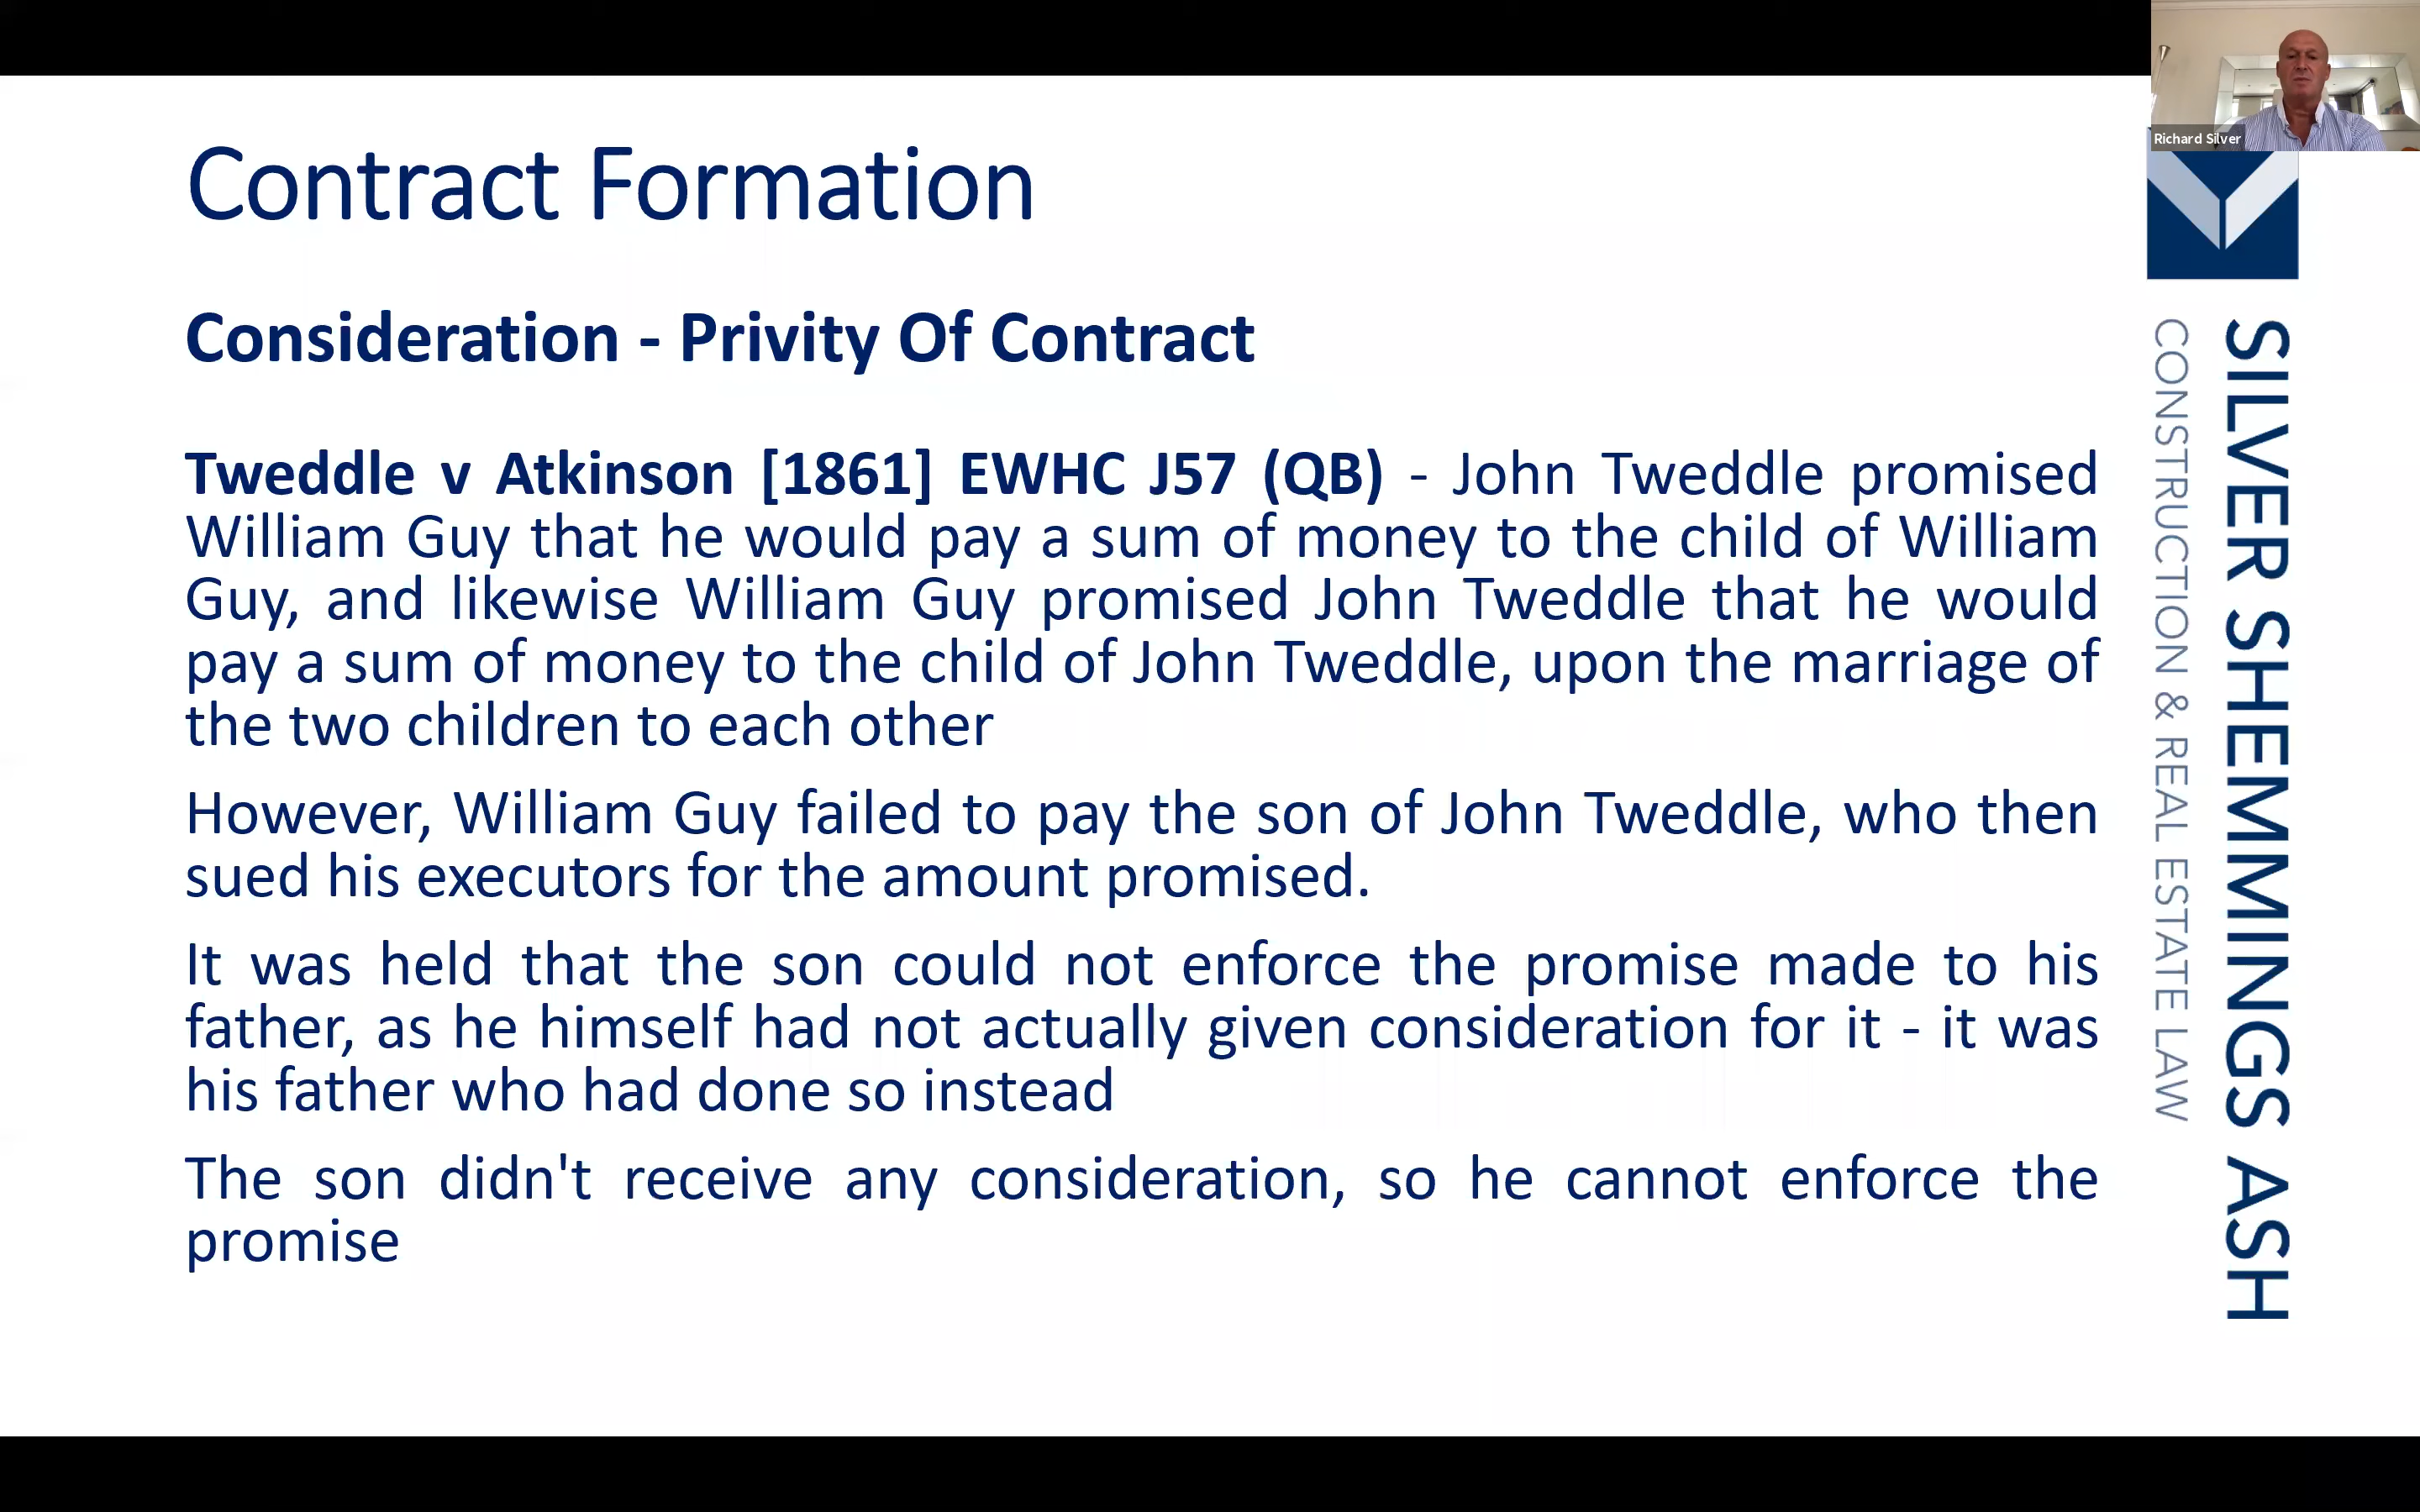 Richard Silver
Contract Formation
Consideration - Privity Of Contract
Tweddle v Atkinson [1861] EWHC J57 (QB) - John Tweddle promised
William Guy that he would pay a sum of money to the child of William
Guy, and likewise William Guy promised John Tweddle that he would
pay a sum of money to the child of John Tweddle, upon the marriage of
the two children to each other
However, William Guy failed to pay the son of John Tweddle, who then
sued his executors for the amount promised.
It was held that the son could not enforce the promise made to his
father, as he himself had not actually given consideration for it - it was
his father who had done so instead
The son didn't receive any consideration, so he cannot enforce the
promise
SILVER SHEMMINGS ASH
CONSTRUCTION & REAL ESTATE LAW